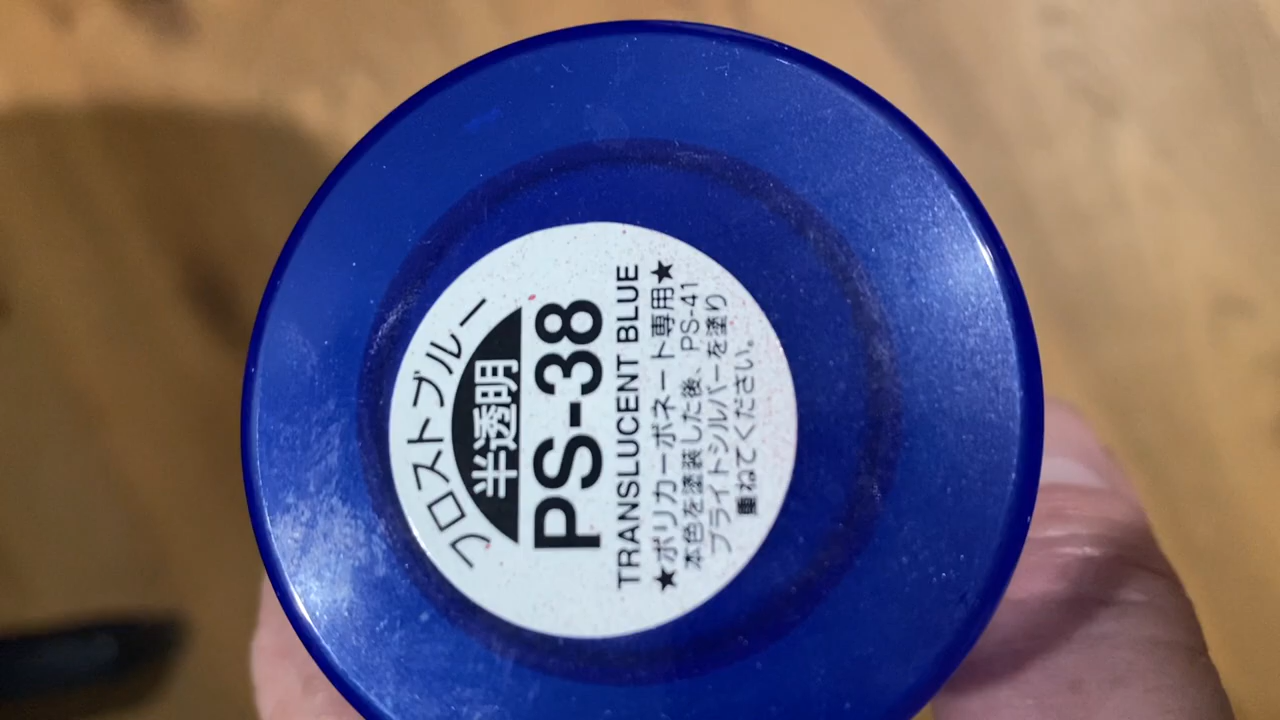 フロストブルー
半透明
PS-38
TRANSLUCENT BLUE
★ポリカーボネート専用★
本色を塗装した後、PS-41
ブライトシルバーを塗り
重ねてください。